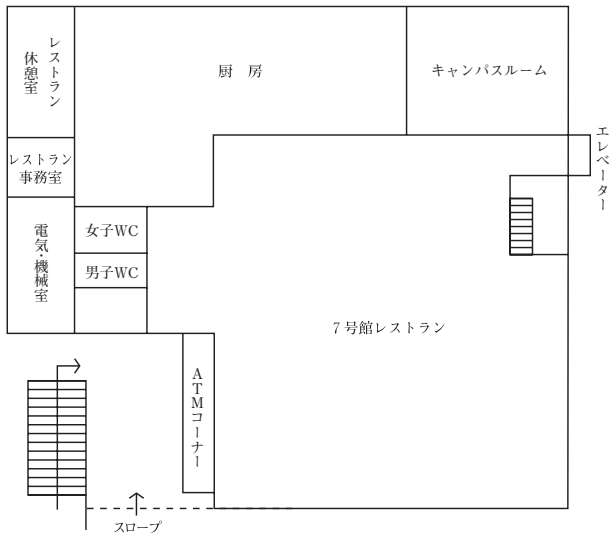 レストラン
休憩室
厨　房
キャンパスルーム
エレベーター
レストラン
事務室
電気・機械室
女子WC
男子WC
7号館レストラン
ATMコーナー
スロープ